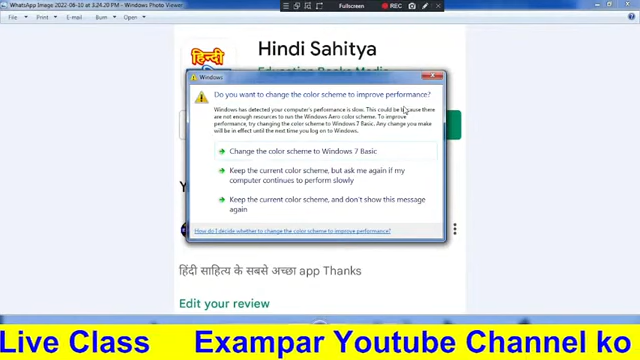 WhatsApp Image 2022-06-10 at 3.24.20 PM - Windows Photo Viewer
Fullscreen
REC
File
Print
E-mail
Burn
Open
हिन्दी
Hindi Sahitya
Windows
Do you want to change the color scheme to improve performance?
Windows has detected your computer's performance is slow. This could be because there
are not enough resources to run the Windows Aero color scheme. To improve
performance, try changing the color scheme to Windows 7 Basic. Any change you make
will be in effect until the next time you log on to Windows.
Change the color scheme to Windows 7 Basic
Keep the current color scheme, but ask me again if my
computer continues to perform slowly
Keep the current color scheme, and don't show this message
again
How do I decide whether to change the color scheme to improve performance?
हिंदी साहित्य के सबसे अच्छा app Thanks
Edit your review
Live Class Exampar Youtube Channel ko